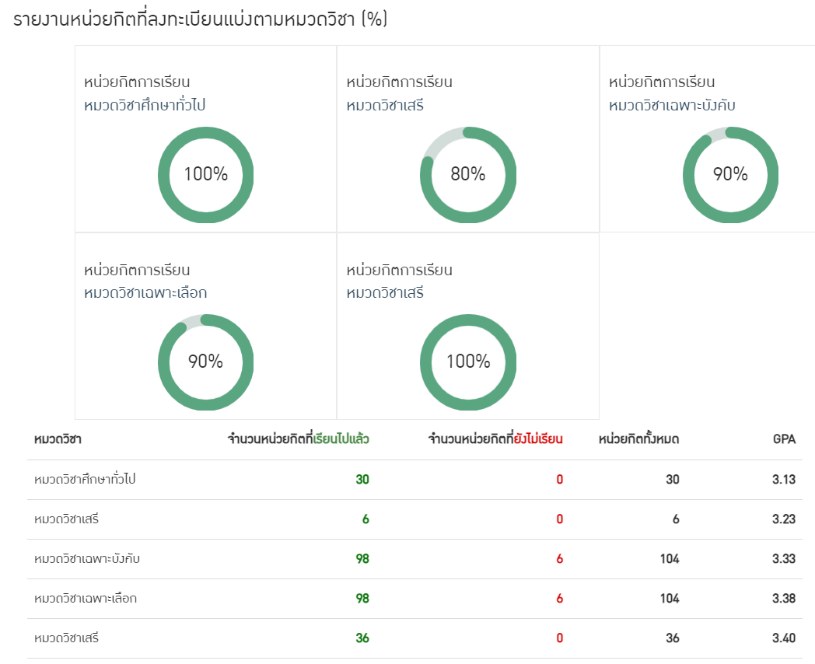 รายงานหน่วยกิตที่ลงทะเบียนแบ่งตามหมวดวิชา (%)
หน่วยกิตการเรียน
หมวดวิชาศึกษาทั่วไป
100%
หน่วยกิตการเรียน
หมวดวิชาเสรี
80%
หน่วยกิตการเรียน
หมวดวิชาเฉพาะบังคับ
90%
หน่วยกิตการเรียน
หมวดวิชาเฉพาะเลือก
90%
หน่วยกิตการเรียน
หมวดวิชาเสรี
100%
หมวดวิชา จำนวนหน่วยกิตที่เรียนไปแล้ว จำนวนหน่วยกิตที่ยังไม่เรียน หน่วยกิตทั้งหมด GPA
หมวดวิชาศึกษาทั่วไป 30 0 30 3.13
หมวดวิชาเสรี 6 0 6 3.23
หมวดวิชาเฉพาะบังคับ 98 6 104 3.33
หมวดวิชาเฉพาะเลือก 98 6 104 3.38
หมวดวิชาเสรี 36 0 36 3.40